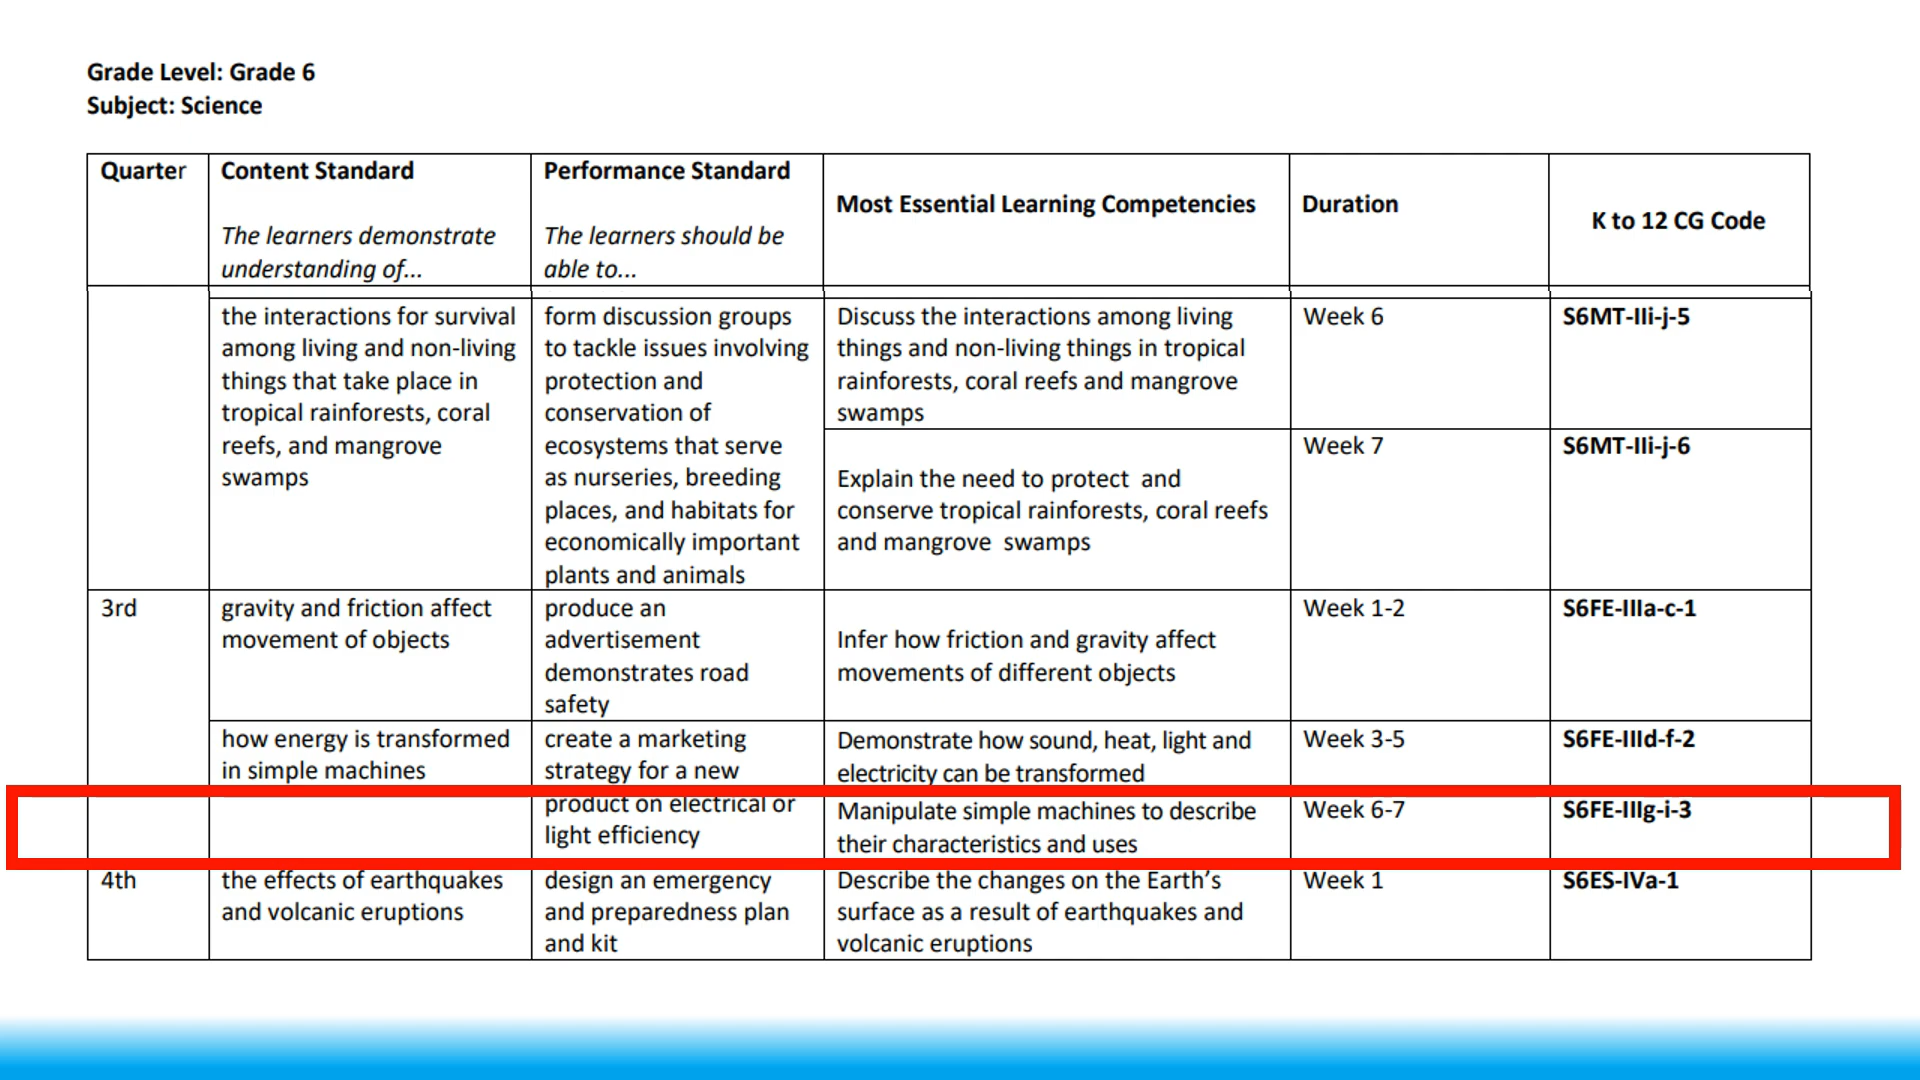 Grade Level: Grade 6
Subject: Science
Quarter
Content Standard
The learners demonstrate
understanding of...
Performance Standard
The learners should be
able to...
Most Essential Learning Competencies
Duration
K to 12 CG Code
the interactions for survival
among living and non-living
things that take place in
tropical rainforests, coral
reefs, and mangrove
swamps
form discussion groups
to tackle issues involving
protection and
conservation of
ecosystems that serve
as nurseries, breeding
places, and habitats for
economically important
plants and animals
Discuss the interactions among living
things and non-living things in tropical
rainforests, coral reefs and mangrove
swamps
Week 6
S6MT-IIi-j-5
Explain the need to protect  and
conserve tropical rainforests, coral reefs
and mangrove  swamps
Week 7
S6MT-IIi-j-6
3rd
gravity and friction affect
movement of objects
produce an
advertisement
demonstrates road
safety
Infer how friction and gravity affect
movements of different objects
Week 1-2
S6FE-IIIa-c-1
how energy is transformed
in simple machines
create a marketing
strategy for a new
product on electrical or
light efficiency
Demonstrate how sound, heat, light and
electricity can be transformed
Week 3-5
S6FE-IIId-f-2
Manipulate simple machines to describe
their characteristics and uses
Week 6-7
S6FE-IIIg-i-3
4th
the effects of earthquakes
and volcanic eruptions
design an emergency
and preparedness plan
and kit
Describe the changes on the Earth’s
surface as a result of earthquakes and
volcanic eruptions
Week 1
S6ES-IVa-1